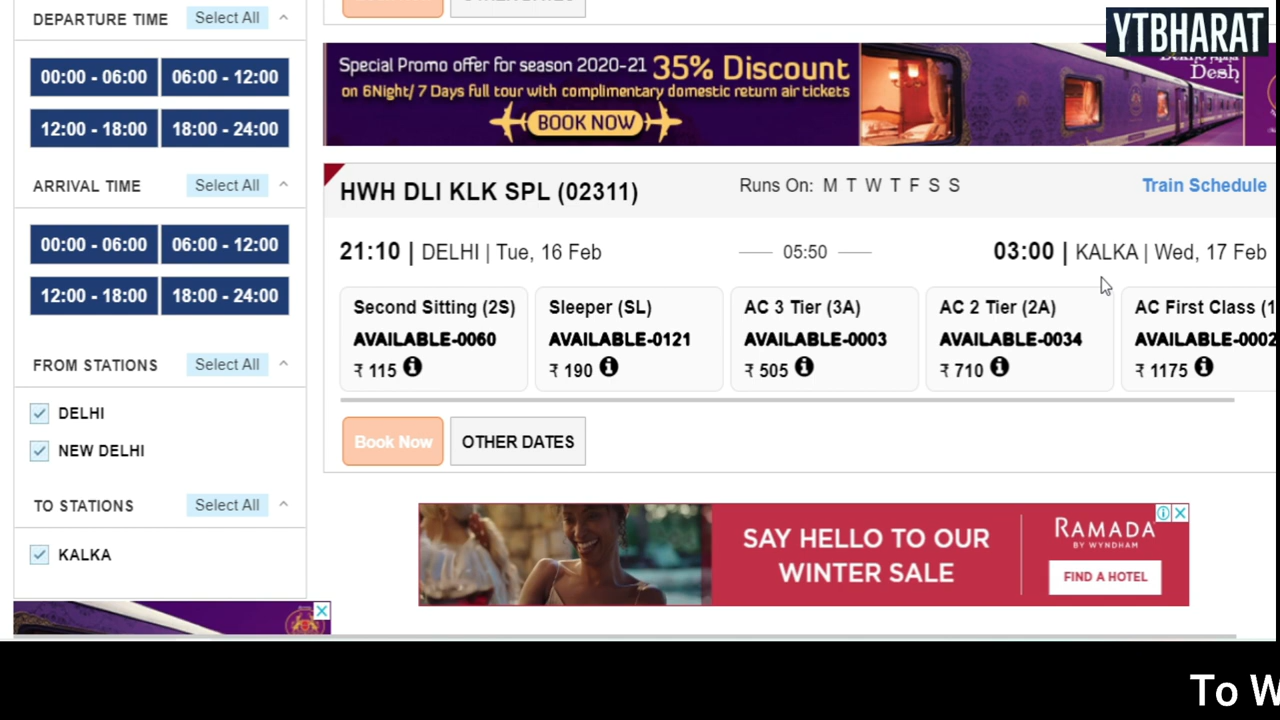 OTHER DATES
YTBHARAT
DEPARTURE TIME Select All
00:00 - 06:00 06:00 - 12:00
12:00 - 18:00 18:00 - 24:00
ARRIVAL TIME Select All
00:00 - 06:00 06:00 - 12:00
12:00 - 18:00 18:00 - 24:00
FROM STATIONS Select All
DELHI
NEW DELHI
TO STATIONS Select All
KALKA
Special Promo offer for season 2020-21 35% Discount
on 6Night/ 7 Days full tour with complimentary domestic return air tickets
BOOK NOW
Desh
HWH DLI KLK SPL (02311) Runs On: M T W T F S S Train Schedule
21:10 | DELHI | Tue, 16 Feb 05:50 03:00 | KALKA | Wed, 17 Feb
Second Sitting (2S) Sleeper (SL) AC 3 Tier (3A) AC 2 Tier (2A) AC First Class (1
AVAILABLE-0060 AVAILABLE-0121 AVAILABLE-0003 AVAILABLE-0034 AVAILABLE-0002
₹ 115 ₹ 190 ₹ 505 ₹ 710 ₹ 1175
Book Now OTHER DATES
SAY HELLO TO OUR
WINTER SALE
RAMADA
BY WYNDHAM
FIND A HOTEL
To W